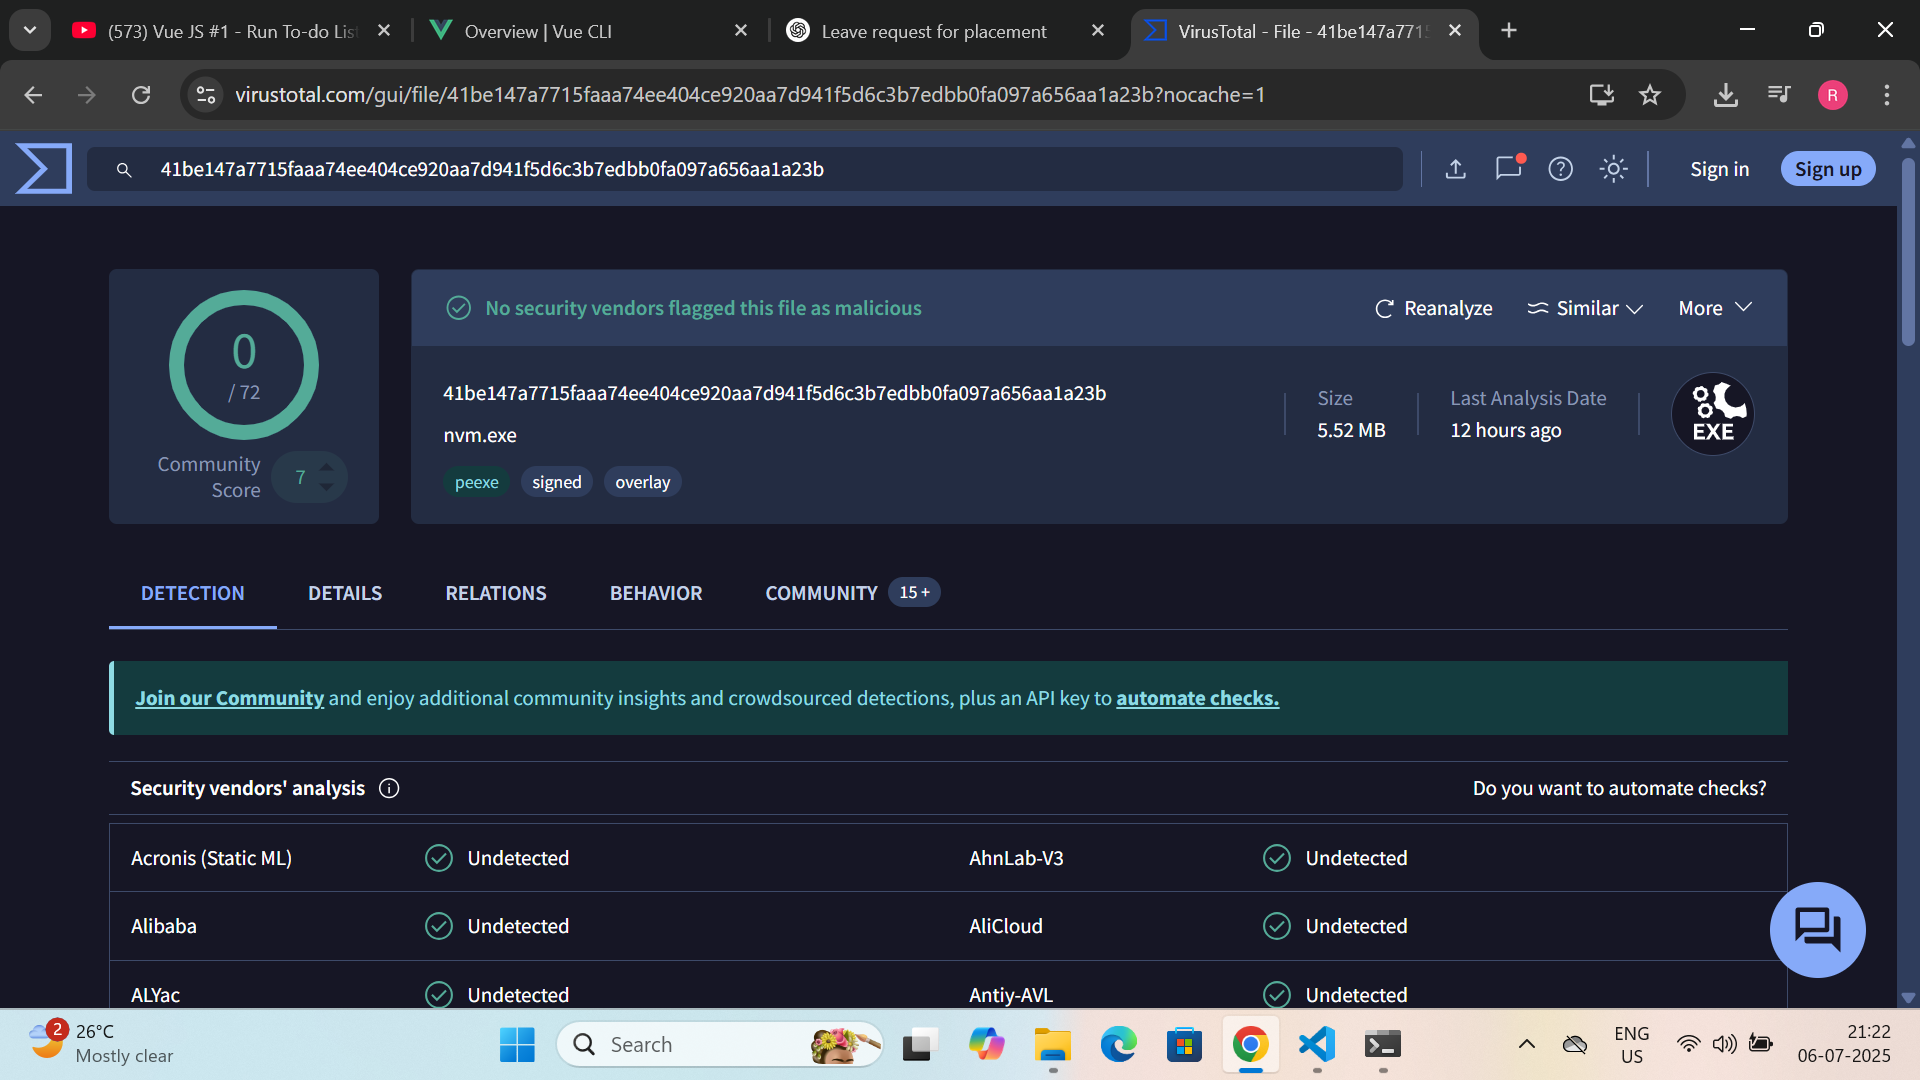 (573) Vue JS #1 - Run To-do Lis
Overview | Vue CLI
Leave request for placement
VirusTotal - File - 41be147a771
virustotal.com/gui/file/41be147a7715faaa74ee404ce920aa7d941f5d6c3b7edbb0fa097a656aa1a23b?nocache=1
R
41be147a7715faaa74ee404ce920aa7d941f5d6c3b7edbb0fa097a656aa1a23b
Sign in
Sign up
0
/ 72
Community
Score
7
No security vendors flagged this file as malicious
Reanalyze
Similar
More
41be147a7715faaa74ee404ce920aa7d941f5d6c3b7edbb0fa097a656aa1a23b
nvm.exe
peexe
signed
overlay
Size
5.52 MB
Last Analysis Date
12 hours ago
EXE
DETECTION
DETAILS
RELATIONS
BEHAVIOR
COMMUNITY
15 +
Join our Community and enjoy additional community insights and crowdsourced detections, plus an API key to automate checks.
Security vendors' analysis
Do you want to automate checks?
Acronis (Static ML)
Undetected
AhnLab-V3
Undetected
Alibaba
Undetected
AliCloud
Undetected
ALYac
Undetected
Antiy-AVL
Undetected
2
26°C
Mostly clear
Search
ENG
US
21:22
06-07-2025